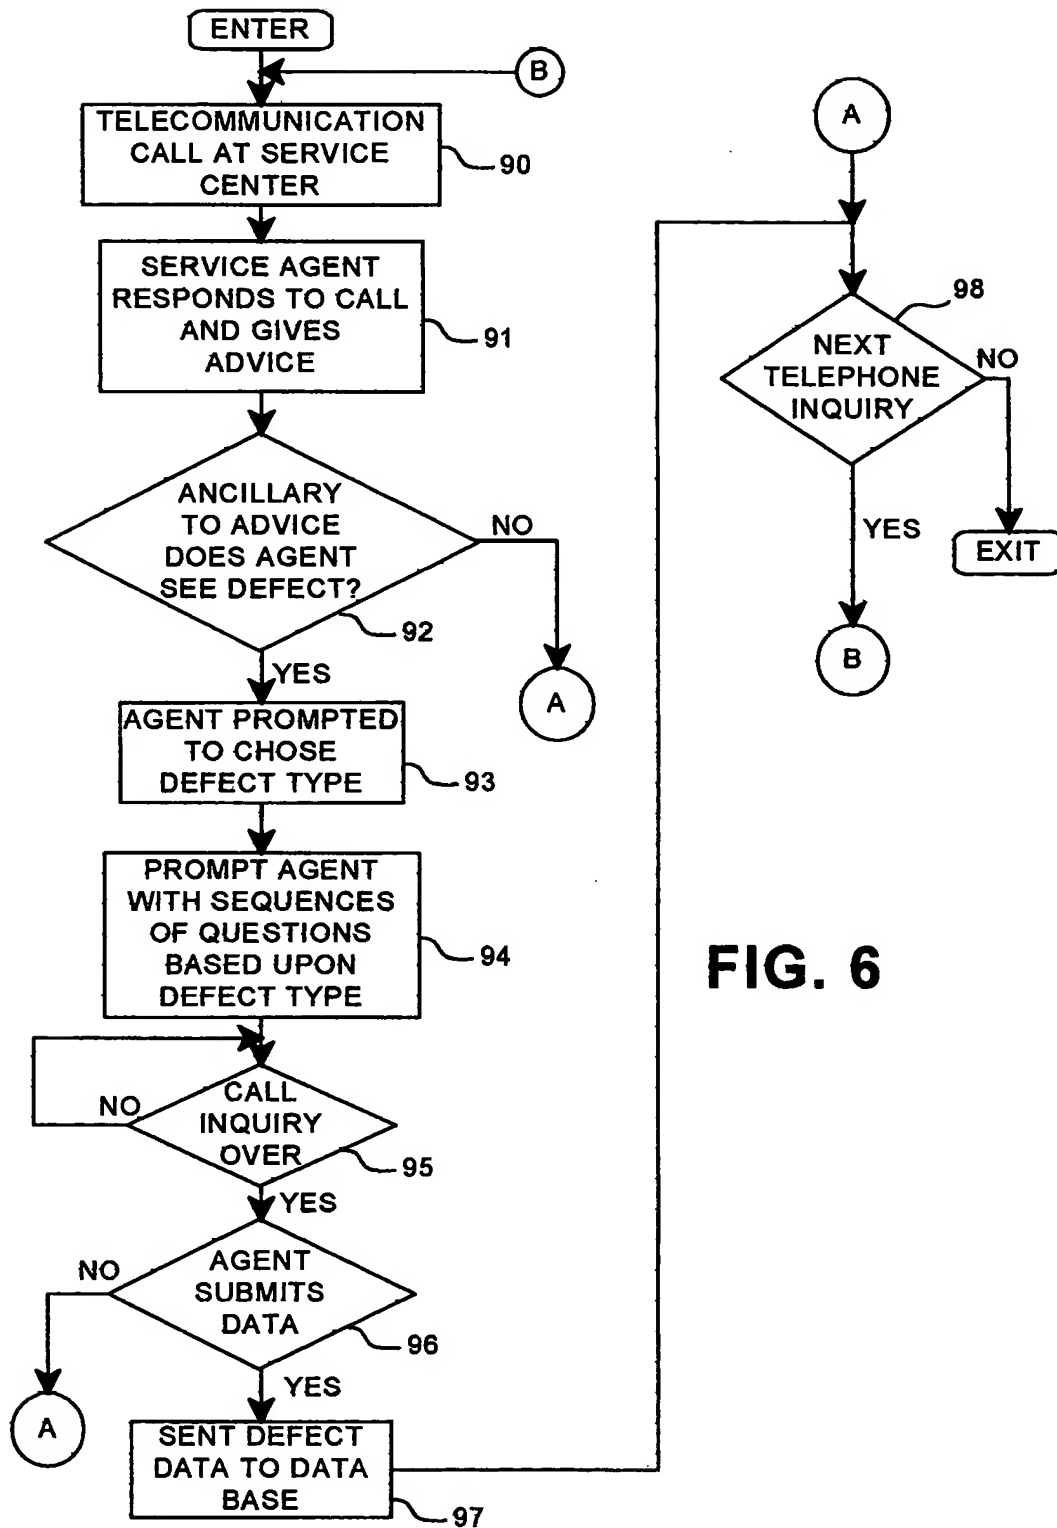 ENTER
B
TELECOMMUNICATION
CALL AT SERVICE
CENTER
90
SERVICE AGENT
RESPONDS TO CALL
AND GIVES
ADVICE
91
ANCILLARY
TO ADVICE
DOES AGENT
SEE DEFECT?
92
NO
A
YES
AGENT PROMPTED
TO CHOSE
DEFECT TYPE
93
PROMPT AGENT
WITH SEQUENCES
OF QUESTIONS
BASED UPON
DEFECT TYPE
94
CALL
INQUIRY
OVER
95
NO
YES
AGENT
SUBMITS
DATA
96
NO
A
YES
SENT DEFECT
DATA TO DATA
BASE
97
A
98
NEXT
TELEPHONE
INQUIRY
NO
EXIT
YES
B
FIG. 6